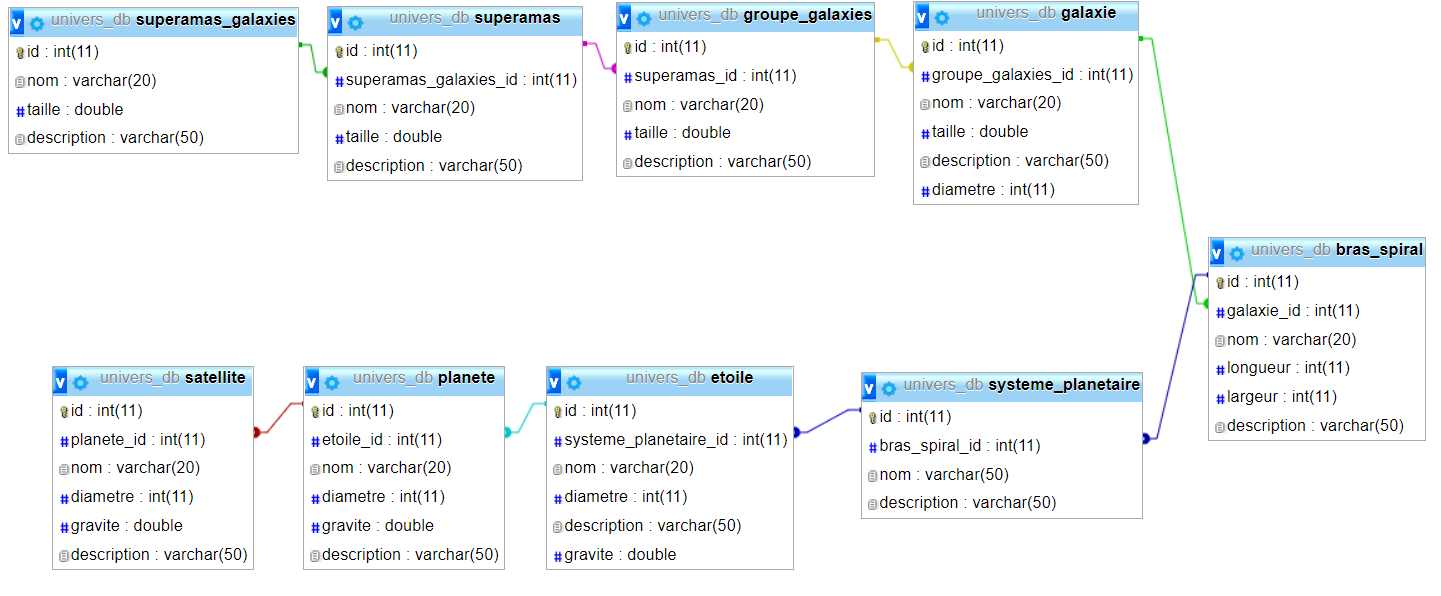 univers_db superamas_galaxies
id : int(11)
nom : varchar(20)
taille : double
description : varchar(50)
univers_db superamas
id : int(11)
superamas_galaxies_id : int(11)
nom : varchar(20)
taille : double
description : varchar(50)
univers_db groupe_galaxies
id : int(11)
superamas_id : int(11)
nom : varchar(20)
taille : double
description : varchar(50)
univers_db galaxie
id : int(11)
groupe_galaxies_id : int(11)
nom : varchar(20)
taille : double
description : varchar(50)
diametre : int(11)
univers_db bras_spiral
id : int(11)
galaxie_id : int(11)
nom : varchar(20)
longueur : int(11)
largeur : int(11)
description : varchar(50)
univers_db satellite
id : int(11)
planete_id : int(11)
nom : varchar(20)
diametre : int(11)
gravite : double
description : varchar(50)
univers_db planete
id : int(11)
etoile_id : int(11)
nom : varchar(20)
diametre : int(11)
gravite : double
description : varchar(50)
univers_db etoile
id : int(11)
systeme_planetaire_id : int(11)
nom : varchar(20)
diametre : int(11)
description : varchar(50)
gravite : double
univers_db systeme_planetaire
id : int(11)
bras_spiral_id : int(11)
nom : varchar(50)
description : varchar(50)